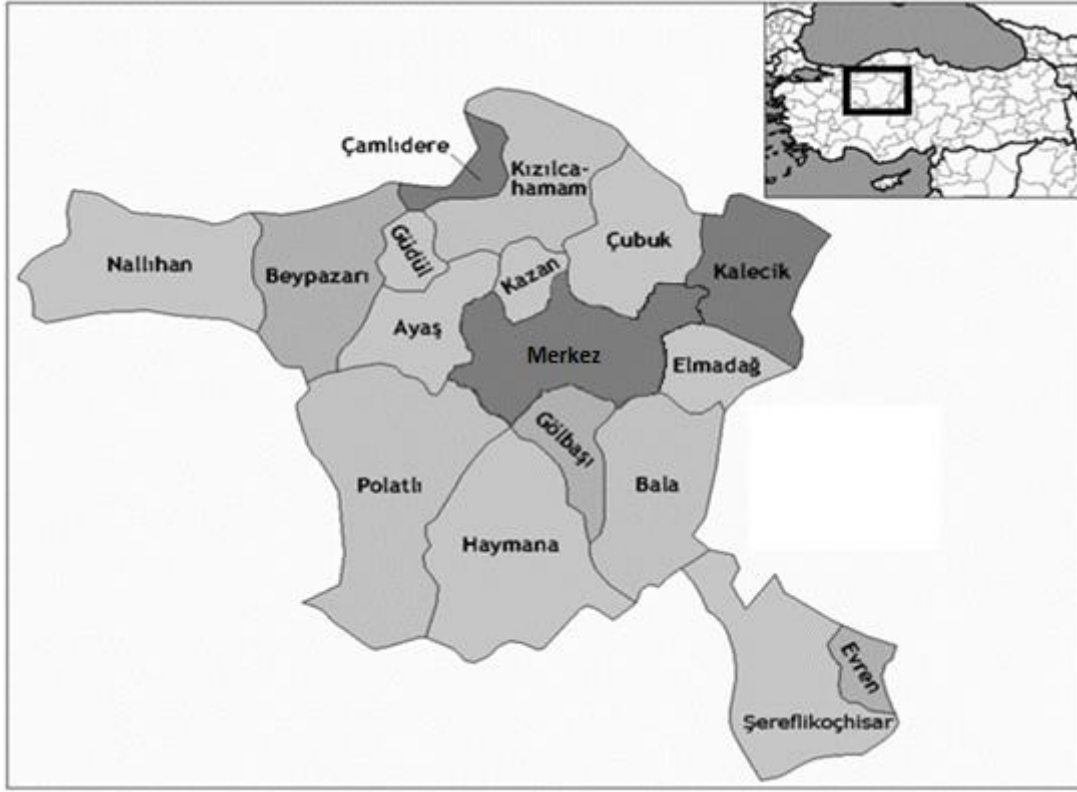 Çamlıdere
Kızılca-
hamam
Çubuk
Güdül
Nallıhan
Beypazarı
Kazan
Kalecik
Ayaş
Merkez
Elmadağ
Gölbaşı
Polatlı
Bala
Haymana
Evren
Şereflikoçhisar